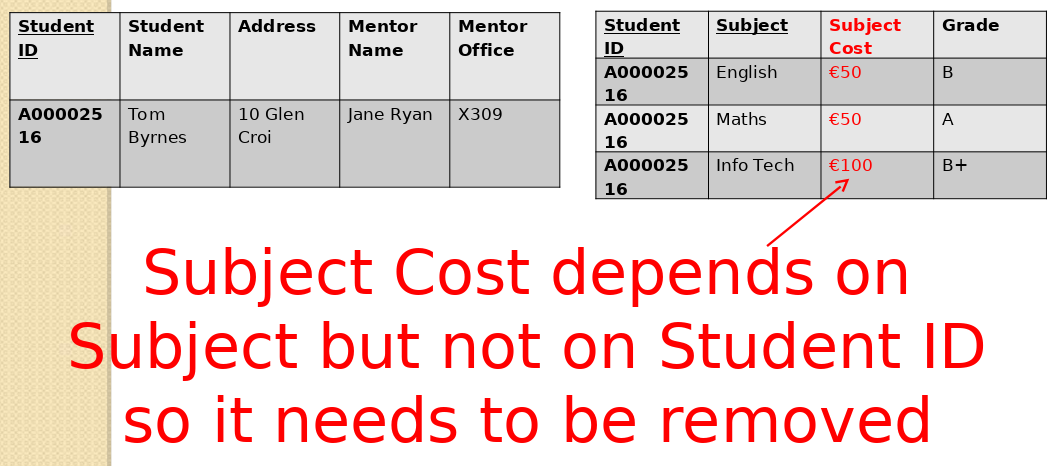 Student ID Student Name Address Mentor Name Mentor Office
A00002516 Tom Byrnes 10 Glen Croi Jane Ryan X309
Student ID Subject Subject Cost Grade
A00002516 English €50 B
A00002516 Maths €50 A
A00002516 Info Tech €100 B+
Subject Cost depends on
Subject but not on Student ID
so it needs to be removed